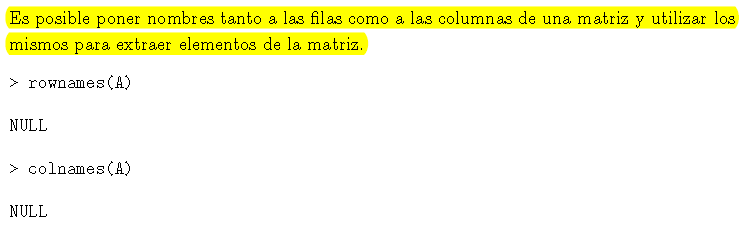 Es posible poner nombres tanto a las filas como a las columnas de una matriz y utilizar los
mismos para extraer elementos de la matriz.
> rownames(A)
NULL
> colnames(A)
NULL